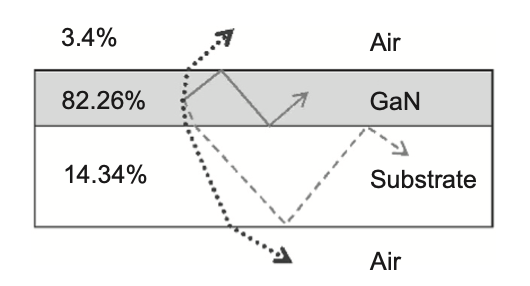 3.4% Air
82.26% GaN
14.34% Substrate
Air